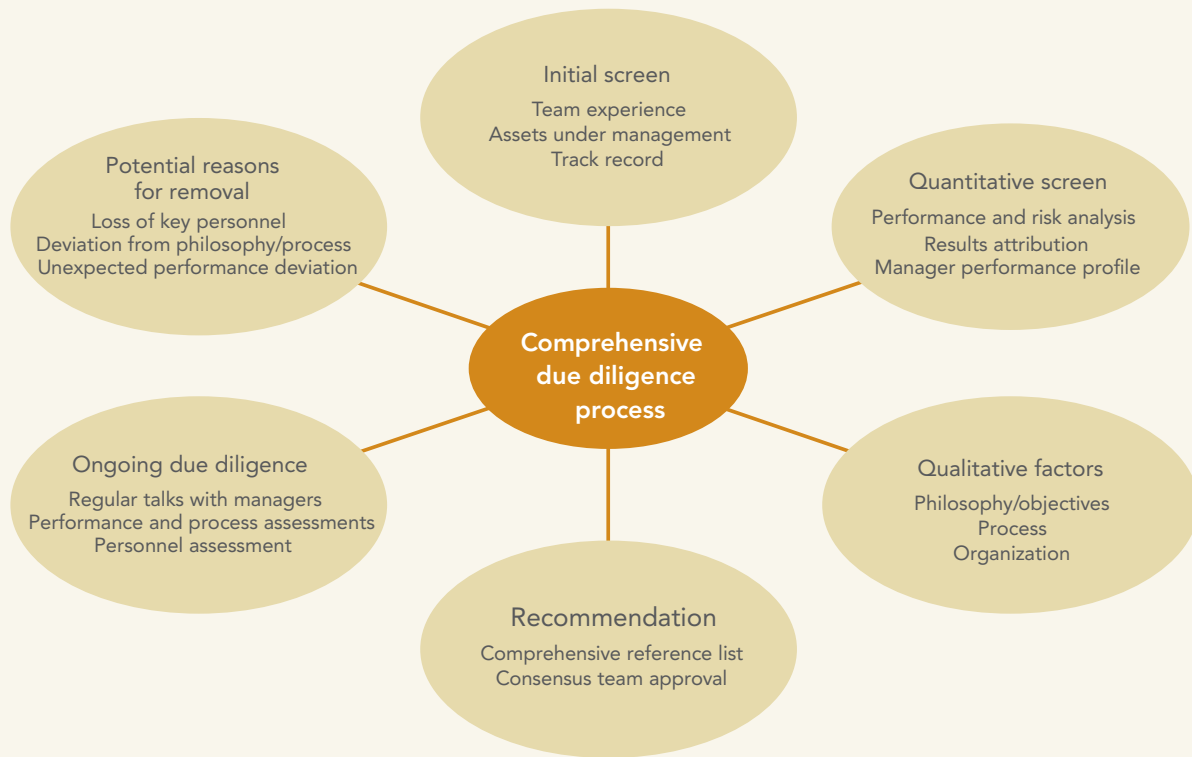 Initial screen
Team experience
Assets under management
Track record
Quantitative screen
Performance and risk analysis
Results attribution
Manager performance profile
Qualitative factors
Philosophy/objectives
Process
Organization
Recommendation
Comprehensive reference list
Consensus team approval
Ongoing due diligence
Regular talks with managers
Performance and process assessments
Personnel assessment
Potential reasons
for removal
Loss of key personnel
Deviation from philosophy/process
Unexpected performance deviation
Comprehensive
due diligence
process